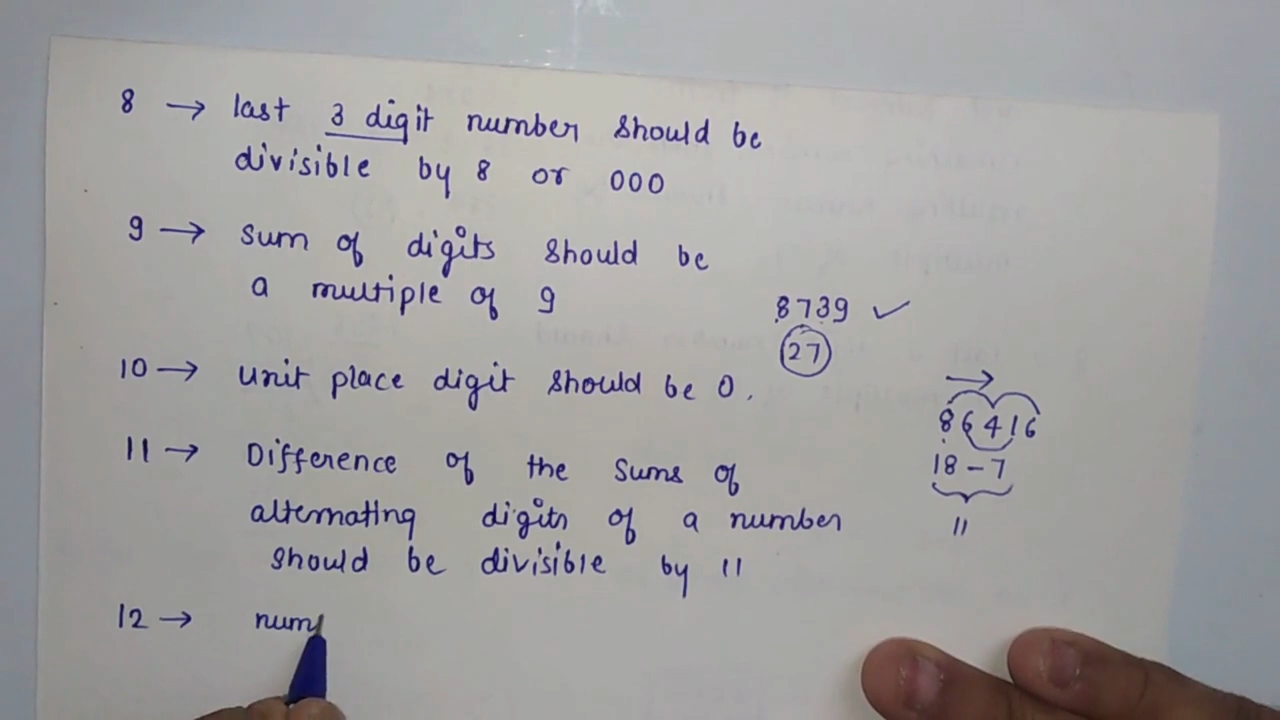 8 → last 3 digit number should be
divisible by 8 or 000
9 → sum of digits should be
a multiple of 9
8739 ✓
27
10 → unit place digit should be 0.
86416
18 - 7
11
11 → Difference of the sums of
alternating digits of a number
should be divisible by 11
12 → num